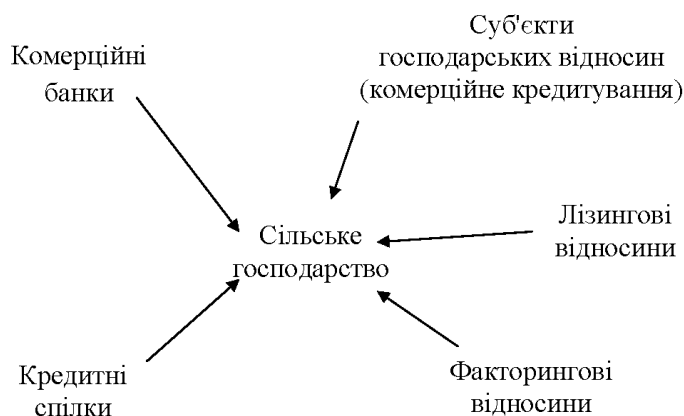 Комерційні
банки
Суб'єкти
господарських відносин
(комерційне кредитування)
Сільське
господарство
Лізингові
відносини
Кредитні
спілки
Факторингові
відносини